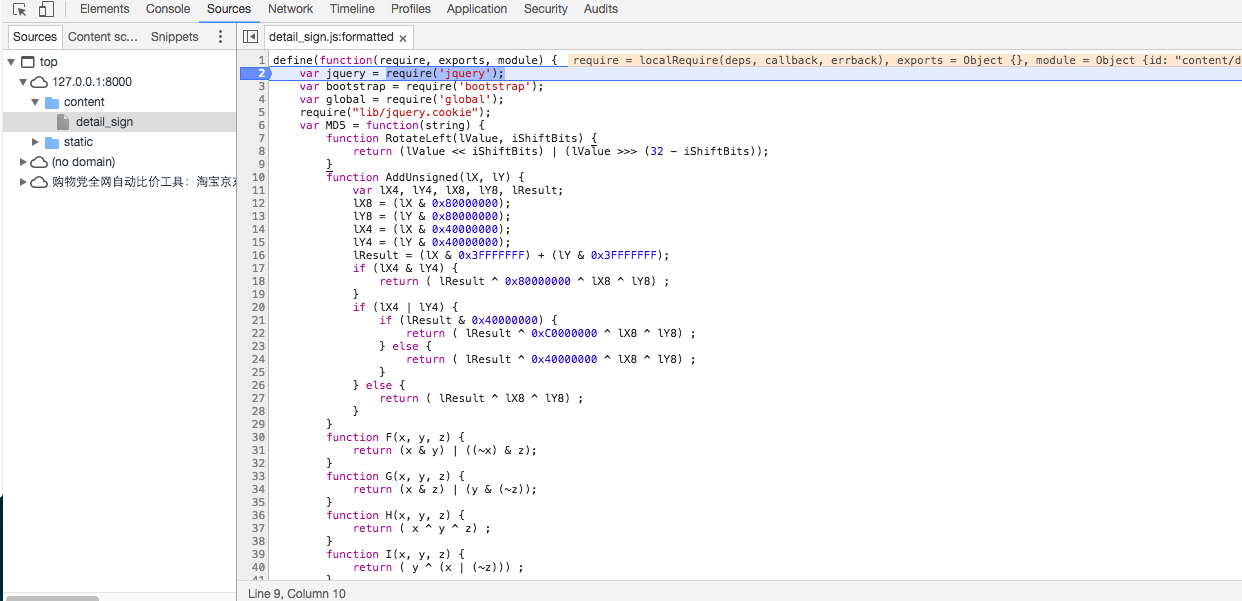 Elements Console Sources Network Timeline Profiles Application Security Audits
Sources Content sc... Snippets
detail_sign.js:formatted ×
top
127.0.0.1:8000
content
detail_sign
static
(no domain)
购物党全网自动比价工具：淘宝京
1 define(function(require, exports, module) { require = localRequire(deps, callback, errback), exports = Object {}, module = Object {id: "content/d
2 var jquery = require('jquery');
3 var bootstrap = require('bootstrap');
4 var global = require('global');
5 require("lib/jquery.cookie");
6 var MD5 = function(string) {
7 function RotateLeft(lValue, iShiftBits) {
8 return (lValue << iShiftBits) | (lValue >>> (32 - iShiftBits));
9 }
10 function AddUnsigned(lX, lY) {
11 var lX4, lY4, lX8, lY8, lResult;
12 lX8 = (lX & 0x80000000);
13 lY8 = (lY & 0x80000000);
14 lX4 = (lX & 0x40000000);
15 lY4 = (lY & 0x40000000);
16 lResult = (lX & 0x3FFFFFFF) + (lY & 0x3FFFFFFF);
17 if (lX4 & lY4) {
18 return ( lResult ^ 0x80000000 ^ lX8 ^ lY8) ;
19 }
20 if (lX4 | lY4) {
21 if (lResult & 0x40000000) {
22 return ( lResult ^ 0xC0000000 ^ lX8 ^ lY8) ;
23 } else {
24 return ( lResult ^ 0x40000000 ^ lX8 ^ lY8) ;
25 }
26 } else {
27 return ( lResult ^ lX8 ^ lY8) ;
28 }
29 }
30 function F(x, y, z) {
31 return (x & y) | ((~x) & z);
32 }
33 function G(x, y, z) {
34 return (x & z) | (y & (~z));
35 }
36 function H(x, y, z) {
37 return ( x ^ y ^ z) ;
38 }
39 function I(x, y, z) {
40 return ( y ^ (x | (~z))) ;
41 }
Line 9, Column 10